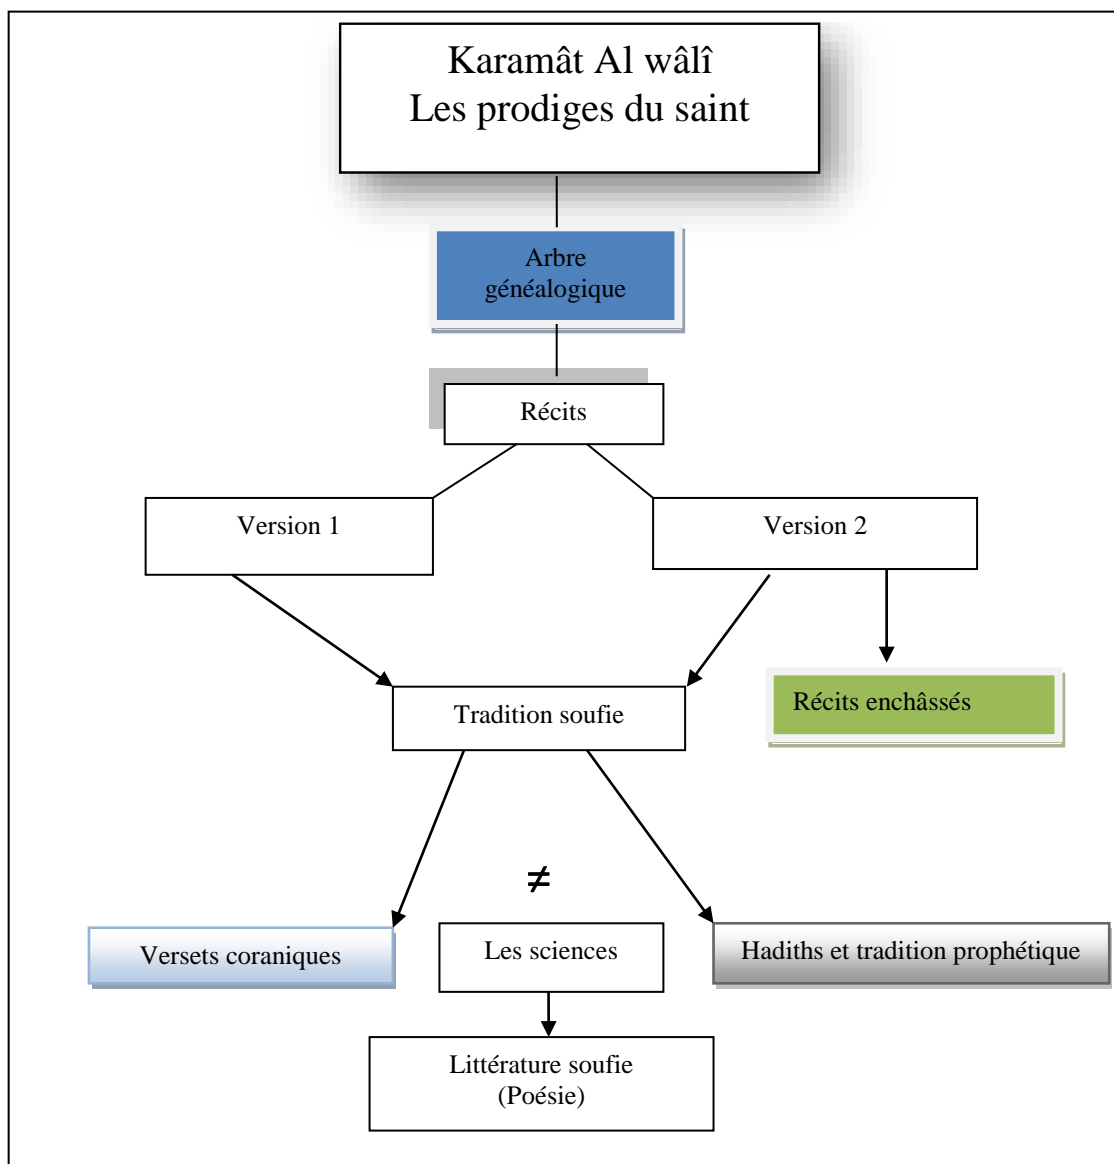 Karamât Al wâlî
Les prodiges du saint
Arbre
généalogique
Récits
Version 1
Version 2
Tradition soufie
Récits enchâssés
≠
Versets coraniques
Les sciences
Hadiths et tradition prophétique
Littérature soufie
(Poésie)